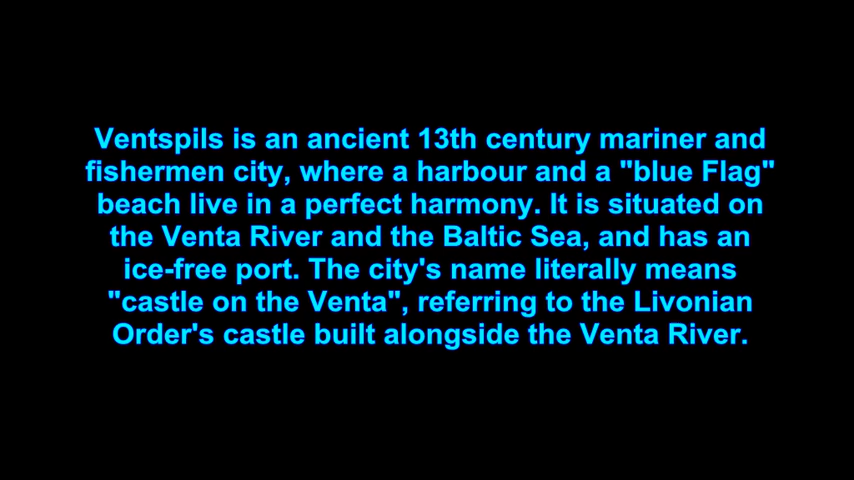 Ventspils is an ancient 13th century mariner and
fishermen city, where a harbour and a "blue Flag"
beach live in a perfect harmony. It is situated on
the Venta River and the Baltic Sea, and has an
ice-free port. The city's name literally means
"castle on the Venta", referring to the Livonian
Order's castle built alongside the Venta River.